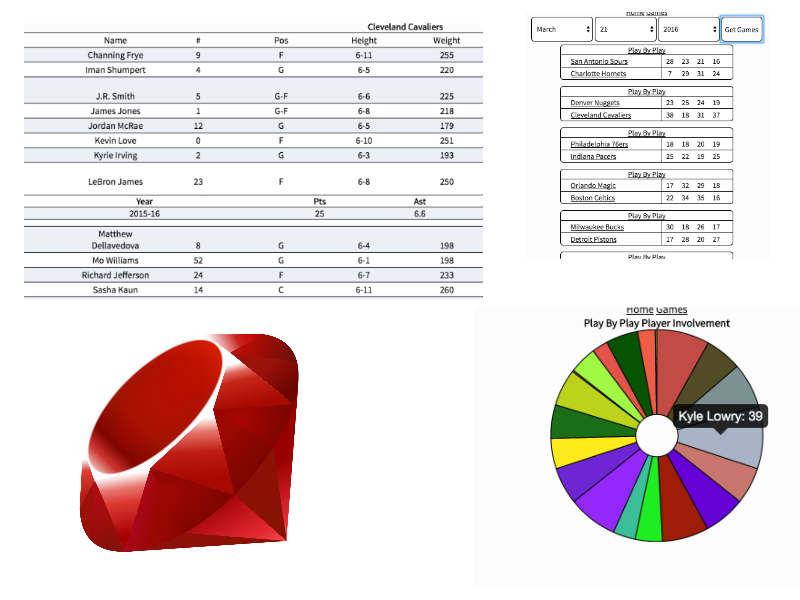 Cleveland Cavaliers
Name # Pos Height Weight
Channing Frye 9 F 6-11 255
Iman Shumpert 4 G 6-5 220
J.R. Smith 5 G-F 6-6 225
James Jones 1 G-F 6-8 218
Jordan McRae 12 G 6-5 179
Kevin Love 0 F 6-10 251
Kyrie Irving 2 G 6-3 193
LeBron James 23 F 6-8 250
Year Pts Ast
2015-16 25 6.6
Matthew
Dellavedova 8 G 6-4 198
Mo Williams 52 G 6-1 198
Richard Jefferson 24 F 6-7 233
Sasha Kaun 14 C 6-11 260
Home Games
March 21 2016 Get Games
Play By Play
San Antonio Spurs 28 23 21 16
Charlotte Hornets 7 29 31 24
Play By Play
Denver Nuggets 23 25 24 19
Cleveland Cavaliers 38 18 31 37
Play By Play
Philadelphia 76ers 18 18 20 19
Indiana Pacers 25 22 19 25
Play By Play
Orlando Magic 17 32 29 18
Boston Celtics 22 34 35 16
Play By Play
Milwaukee Bucks 30 18 26 17
Detroit Pistons 17 28 20 27
Play By Play
Home Games
Play By Play Player Involvement
Kyle Lowry: 39